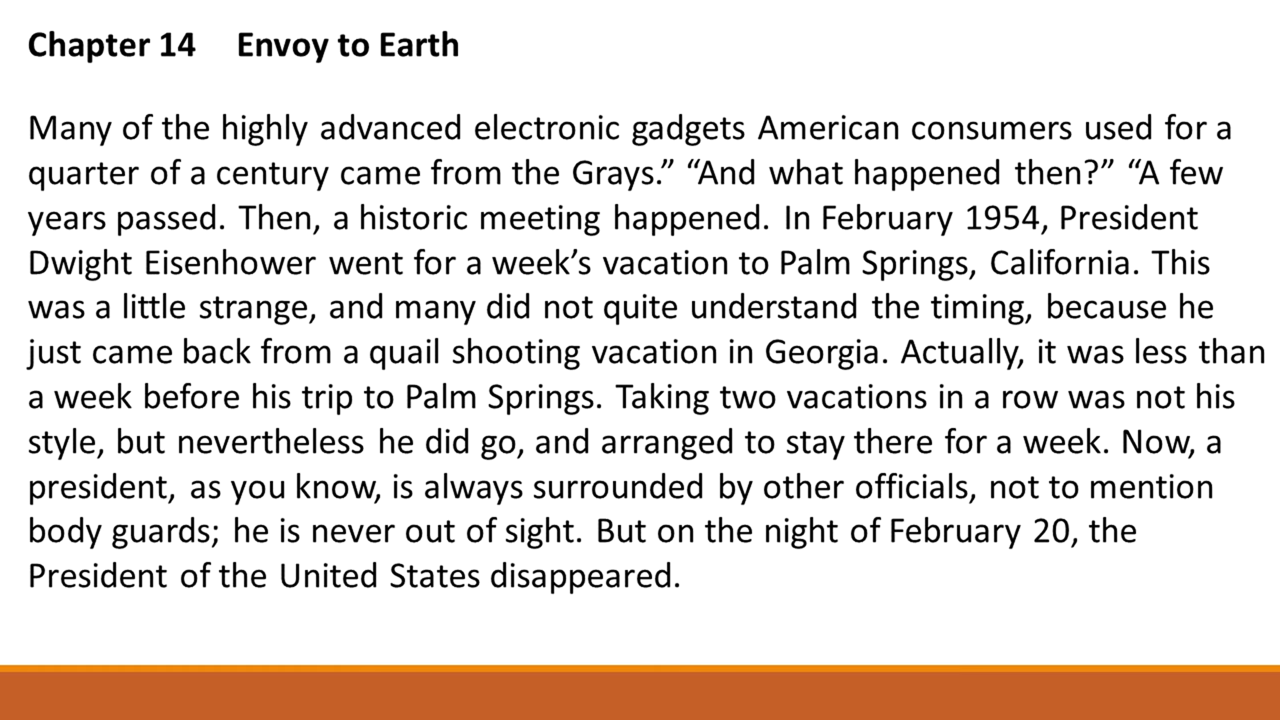 Chapter 14 Envoy to Earth
Many of the highly advanced electronic gadgets American consumers used for a
quarter of a century came from the Grays.” “And what happened then?” “A few
years passed. Then, a historic meeting happened. In February 1954, President
Dwight Eisenhower went for a week’s vacation to Palm Springs, California. This
was a little strange, and many did not quite understand the timing, because he
just came back from a quail shooting vacation in Georgia. Actually, it was less than
a week before his trip to Palm Springs. Taking two vacations in a row was not his
style, but nevertheless he did go, and arranged to stay there for a week. Now, a
president, as you know, is always surrounded by other officials, not to mention
body guards; he is never out of sight. But on the night of February 20, the
President of the United States disappeared.